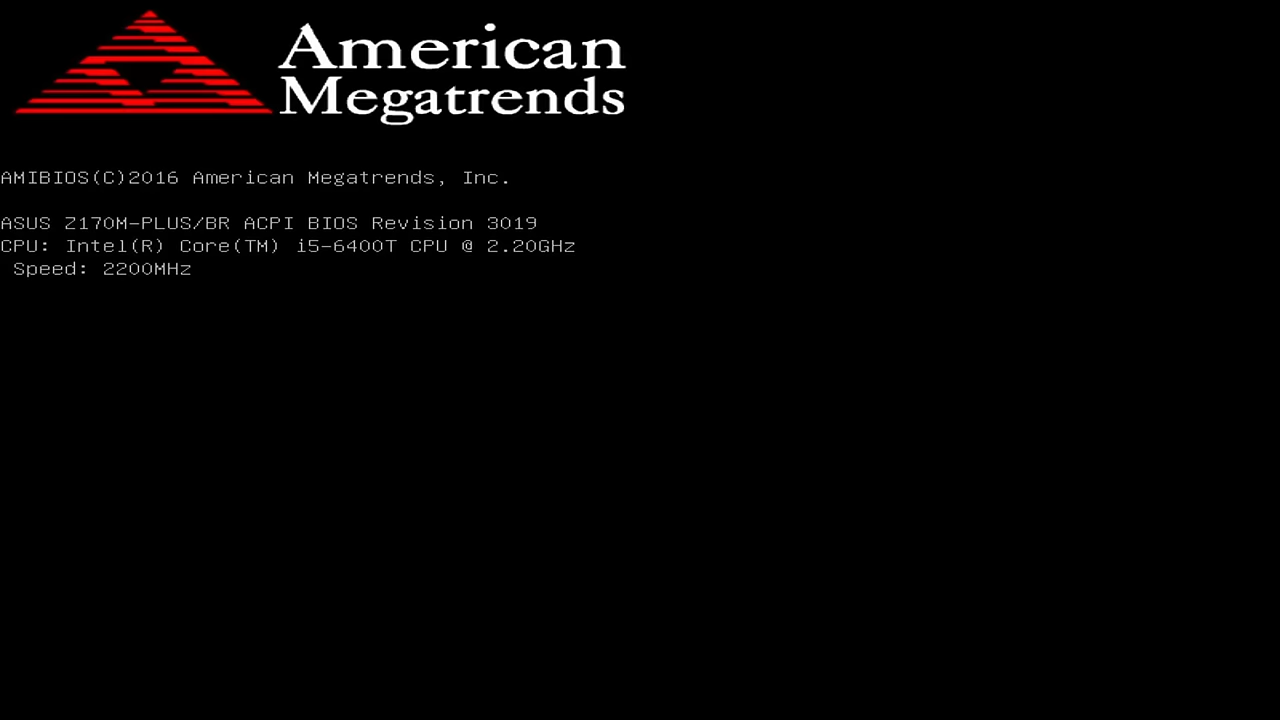 American
Megatrends
AMIBIOS(C)2016 American Megatrends, Inc.
ASUS Z170M-PLUS/BR ACPI BIOS Revision 3019
CPU: Intel(R) Core(TM) i5-6400T CPU @ 2.20GHz
Speed: 2200MHz